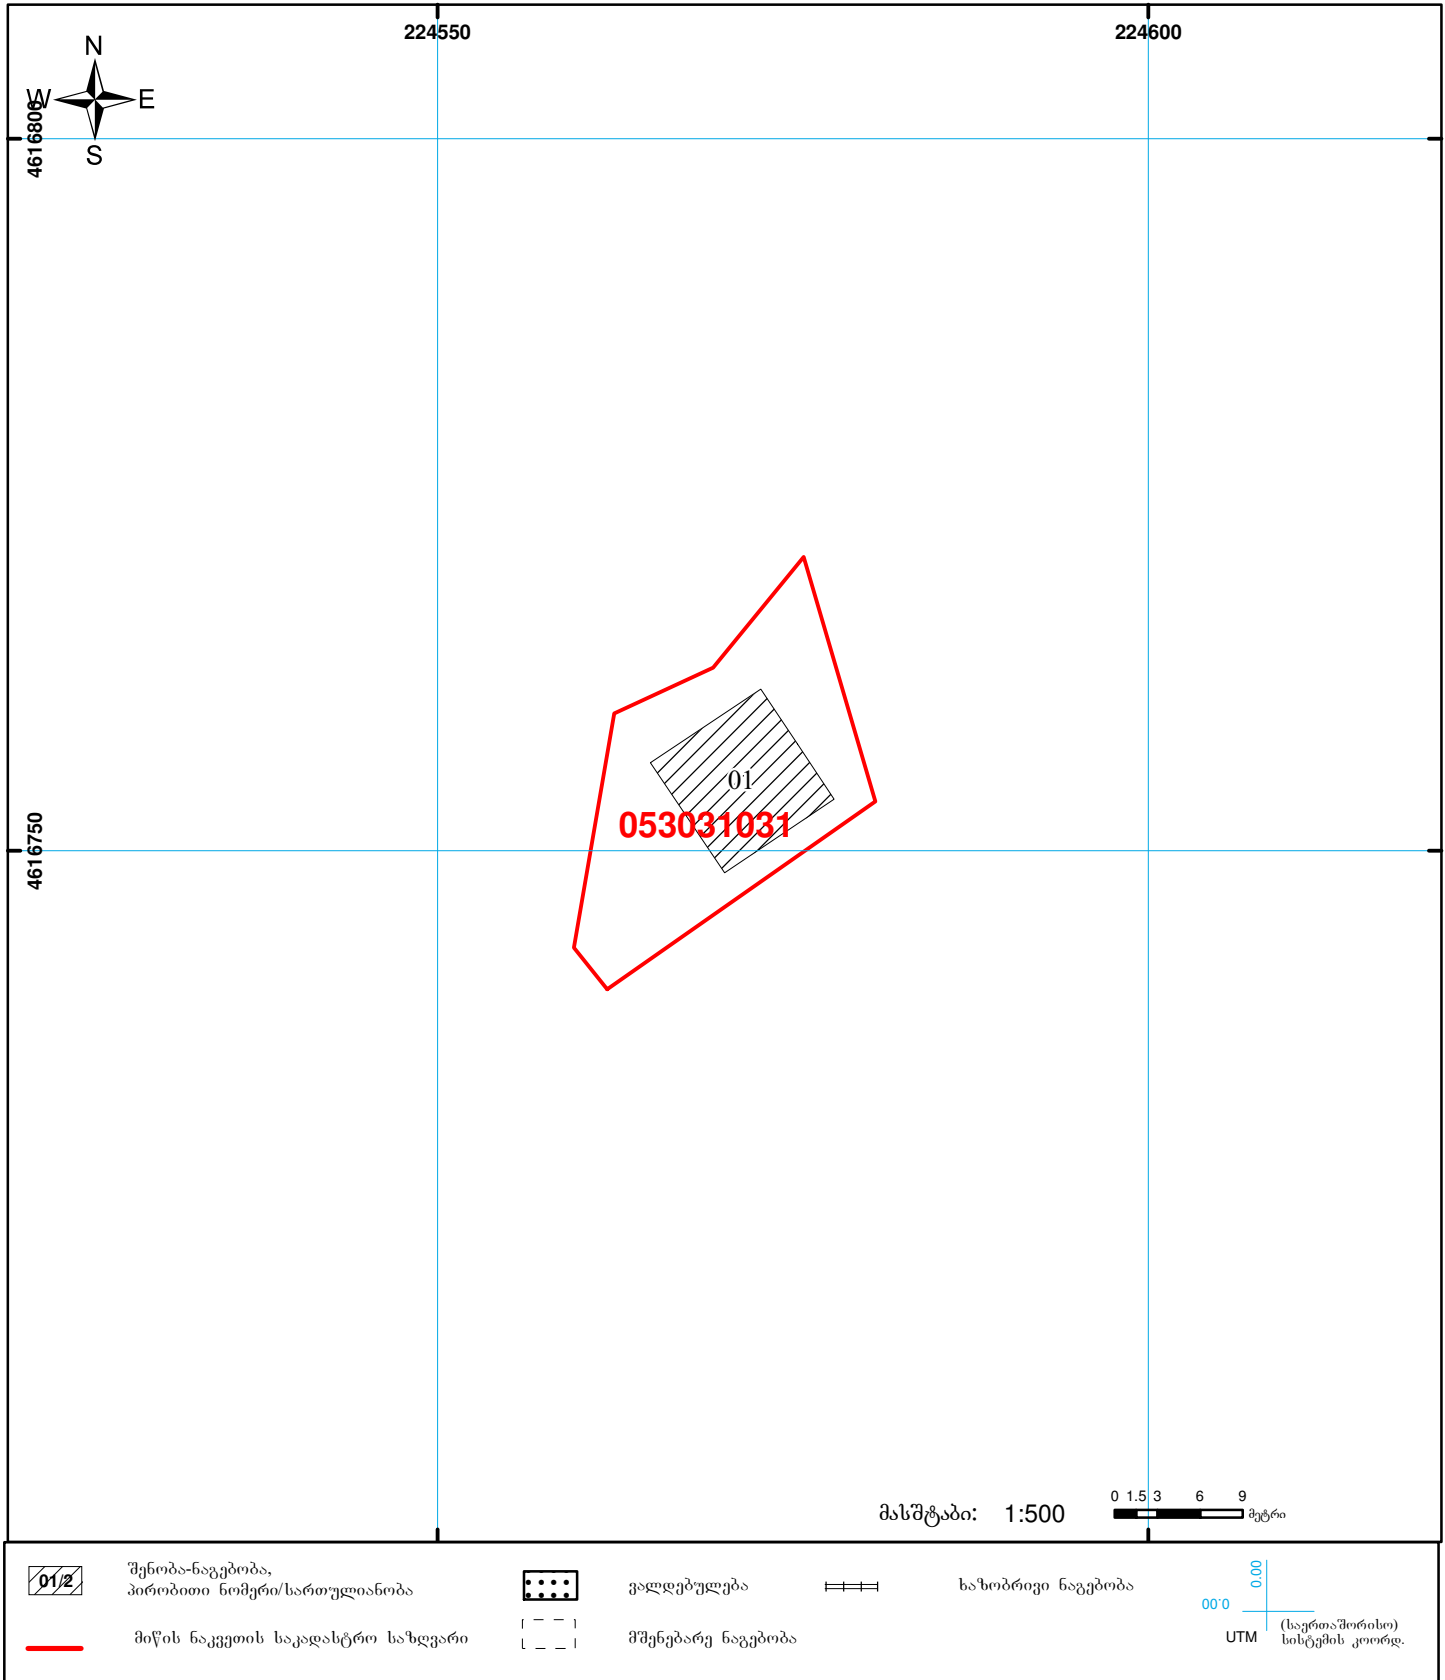 224550 224600
N
W E
S
4616800
01
053031031
4616750
მასშტაბი: 1:500
0 1.5 3 6 9
მეტრი
01/2
შენობა-ნაგებობა,
პირობითი ნომერი/სართულიანობა
ვალდებულება
ხაზობრივი ნაგებობა
მიწის ნაკვეთის საკადასტრო საზღვარი
მშენებარე ნაგებობა
0.00
0.00
UTM
(საერთაშორისო)
სისტემის კოორდ.